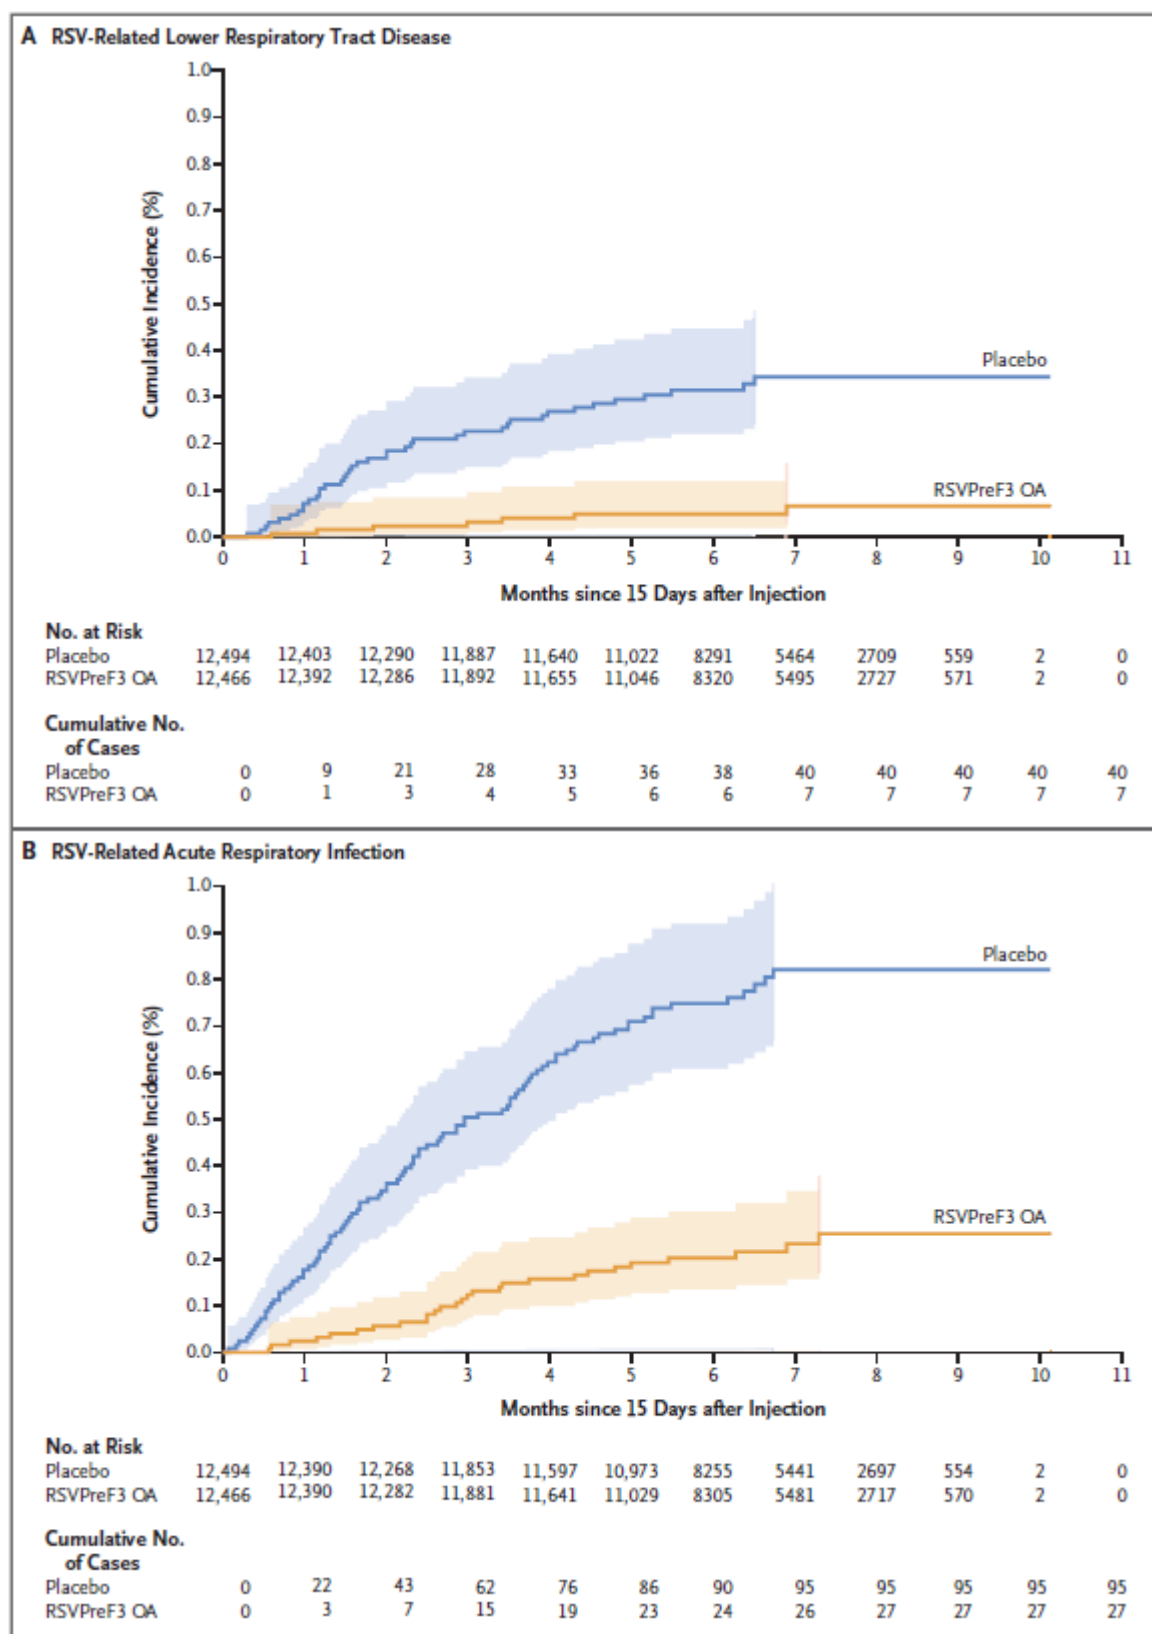 A RSV-Related Lower Respiratory Tract Disease
1.0
0.9
0.8
0.7
0.6
0.5
0.4
0.3
0.2
0.1
0.0
Cumulative Incidence (%)
Placebo
RSVPreF3 OA
0 1 2 3 4 5 6 7 8 9 10 11
Months since 15 Days after Injection
No. at Risk
Placebo 12,494 12,403 12,290 11,887 11,640 11,022 8291 5464 2709 559 2 0
RSVPreF3 OA 12,466 12,392 12,286 11,892 11,655 11,046 8320 5495 2727 571 2 0
Cumulative No.
of Cases
Placebo 0 9 21 28 33 36 38 40 40 40 40 40
RSVPreF3 OA 0 1 3 4 5 6 6 7 7 7 7 7
B RSV-Related Acute Respiratory Infection
1.0
0.9
0.8
0.7
0.6
0.5
0.4
0.3
0.2
0.1
0.0
Cumulative Incidence (%)
Placebo
RSVPreF3 OA
0 1 2 3 4 5 6 7 8 9 10 11
Months since 15 Days after Injection
No. at Risk
Placebo 12,494 12,390 12,268 11,853 11,597 10,973 8255 5441 2697 554 2 0
RSVPreF3 OA 12,466 12,390 12,282 11,881 11,641 11,029 8305 5481 2717 570 2 0
Cumulative No.
of Cases
Placebo 0 22 43 62 76 86 90 95 95 95 95 95
RSVPreF3 OA 0 3 7 15 19 23 24 26 27 27 27 27